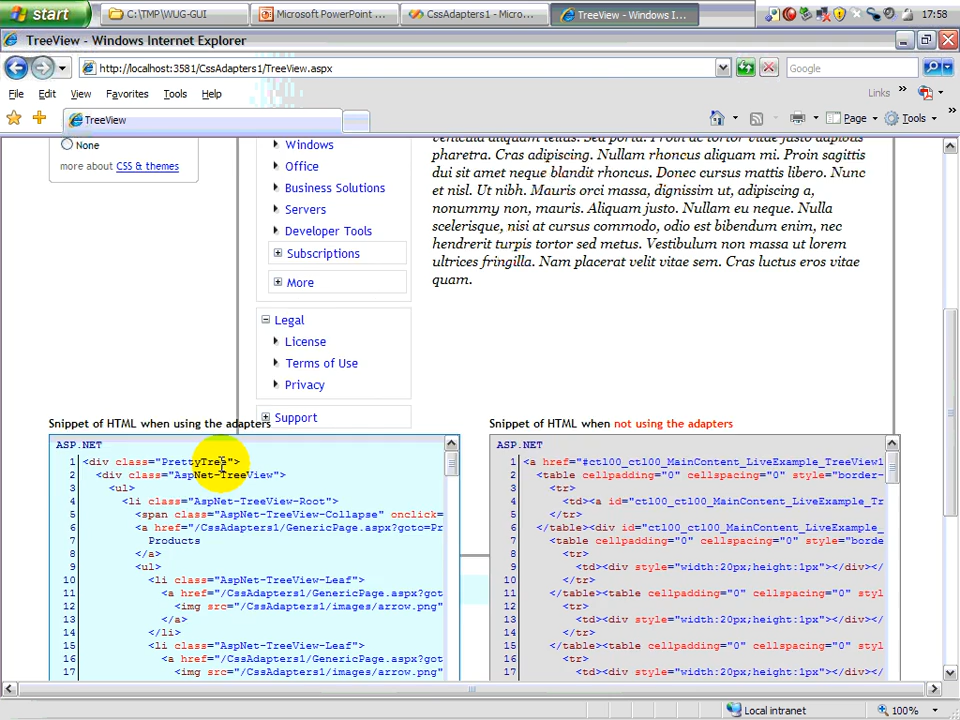 start
C:\TMP\WUG-GUI
Microsoft PowerPoint ...
CssAdapters1 - Micro...
TreeView - Windows I...
17:58
TreeView - Windows Internet Explorer
http://localhost:3581/CssAdapters1/TreeView.aspx
Google
File Edit View Favorites Tools Help
Links »
TreeView
Page Tools »
None
more about CSS & themes
Windows
Office
Business Solutions
Servers
Developer Tools
Subscriptions
More
Legal
License
Terms of Use
Privacy
Support
vehicula aliquam tellus. Sed porta. Proin ac tortor vitae justo dapibus
pharetra. Cras adipiscing. Nullam rhoncus aliquam mi. Proin sagittis
dui sit amet neque blandit rhoncus. Donec cursus mattis libero. Nunc
et nisl. Ut nibh. Mauris orci massa, dignissim ut, adipiscing a,
nonummy non, mauris. Aliquam justo. Nullam eu neque. Nulla
scelerisque, nisi at cursus commodo, odio est bibendum enim, nec
hendrerit turpis tortor sed metus. Vestibulum non massa ut lorem
ultrices fringilla. Nam placerat velit vitae sem. Cras luctus eros vitae
quam.
Snippet of HTML when using the adapters
ASP.NET
1 <div class="PrettyTree">
2 <div class="AspNet-TreeView">
3 <ul>
4 <li class="AspNet-TreeView-Root">
5 <span class="AspNet-TreeView-Collapse" onclick=
6 <a href="/CssAdapters1/GenericPage.aspx?goto=Pr
7 Products
8 </a>
9 <ul>
10 <li class="AspNet-TreeView-Leaf">
11 <a href="/CssAdapters1/GenericPage.aspx?got
12 <img src="/CssAdapters1/images/arrow.png"
13 </a>
14 </li>
15 <li class="AspNet-TreeView-Leaf">
16 <a href="/CssAdapters1/GenericPage.aspx?got
17 <img src="/CssAdapters1/images/arrow.png"
Snippet of HTML when not using the adapters
ASP.NET
1 <a href="#ctl00_ctl00_MainContent_LiveExample_TreeView1
2 <table cellpadding="0" cellspacing="0" style="border-
3 <tr>
4 <td><a id="ctl00_ctl00_MainContent_LiveExample_Tr
5 </tr>
6 </table><div id="ctl00_ctl00_MainContent_LiveExample_
7 <table cellpadding="0" cellspacing="0" style="borde
8 <tr>
9 <td><div style="width:20px;height:1px"></div></
10 </tr>
11 </table><table cellpadding="0" cellspacing="0" styl
12 <tr>
13 <td><div style="width:20px;height:1px"></div></
14 </tr>
15 </table><table cellpadding="0" cellspacing="0" styl
16 <tr>
17 <td><div style="width:20px;height:1px"></div></
Local intranet
100%